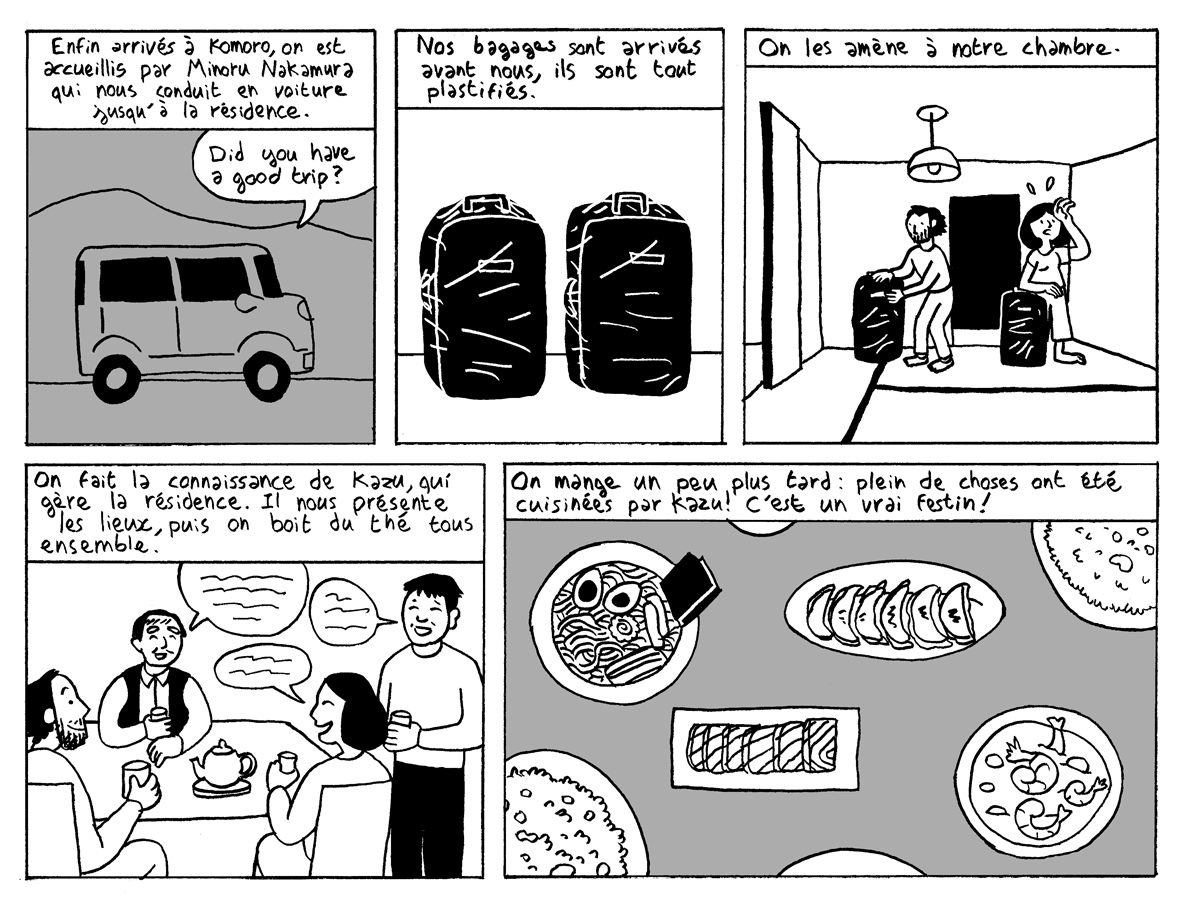 Enfin arrivés à Komoro, on est
accueillis par Minoru Nakamura
qui nous conduit en voiture
jusqu'à la résidence.
Did you have
a good trip?
Nos bagages sont arrivés
avant nous, ils sont tout
plastifiés.
On les amène à notre chambre.
On fait la connaissance de Kazu, qui
gère la résidence. Il nous présente
les lieux, puis on boit du thé tous
ensemble.
On mange un peu plus tard : plein de choses ont été
cuisinées par Kazu! C'est un vrai festin!